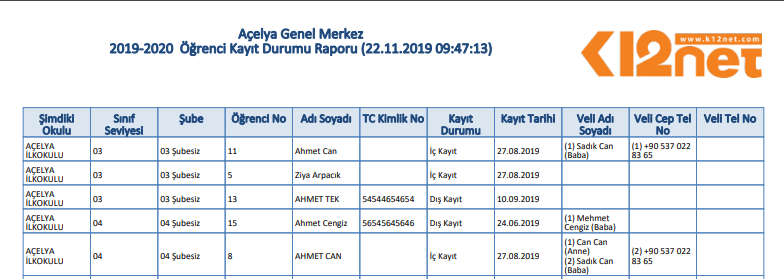 Açelya Genel Merkez
2019-2020 Öğrenci Kayıt Durumu Raporu (22.11.2019 09:47:13)
www.k12net.com
K12net
Şimdiki Okulu Sınıf Seviyesi Şube Öğrenci No Adı Soyadı TC Kimlik No Kayıt Durumu Kayıt Tarihi Veli Adı Soyadı Veli Cep Tel No Veli Tel No
AÇELYA İLKOKULU 03 03 Şubesiz 11 Ahmet Can İç Kayıt 27.08.2019 (1) Sadık Can (Baba) (1) +90 537 022 83 65
AÇELYA İLKOKULU 03 03 Şubesiz 5 Ziya Arpacık İç Kayıt 27.08.2019
AÇELYA İLKOKULU 03 03 Şubesiz 13 AHMET TEK 54544654654 Dış Kayıt 10.09.2019
AÇELYA İLKOKULU 04 04 Şubesiz 15 Ahmet Cengiz 56545645646 Dış Kayıt 24.06.2019 (1) Mehmet Cengiz (Baba)
AÇELYA İLKOKULU 04 04 Şubesiz 8 AHMET CAN İç Kayıt 27.08.2019 (1) Can Can (Anne) (2) Sadık Can (Baba) (2) +90 537 022 83 65